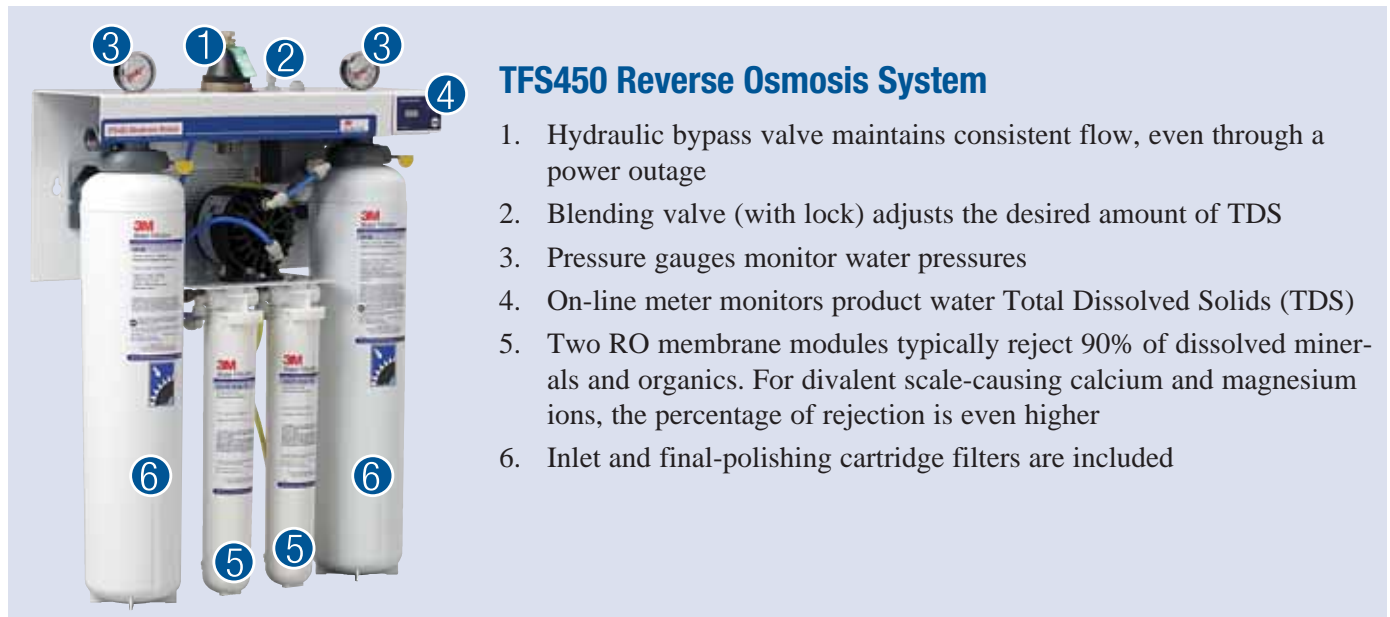 3
1
2
3
4
TFS450 Reverse Osmosis System
1. Hydraulic bypass valve maintains consistent flow, even through a
power outage
2. Blending valve (with lock) adjusts the desired amount of TDS
3. Pressure gauges monitor water pressures
4. On-line meter monitors product water Total Dissolved Solids (TDS)
5. Two RO membrane modules typically reject 90% of dissolved miner-
als and organics. For divalent scale-causing calcium and magnesium
ions, the percentage of rejection is even higher
6. Inlet and final-polishing cartridge filters are included
3M
3M
3M
3M
6
6
5
5